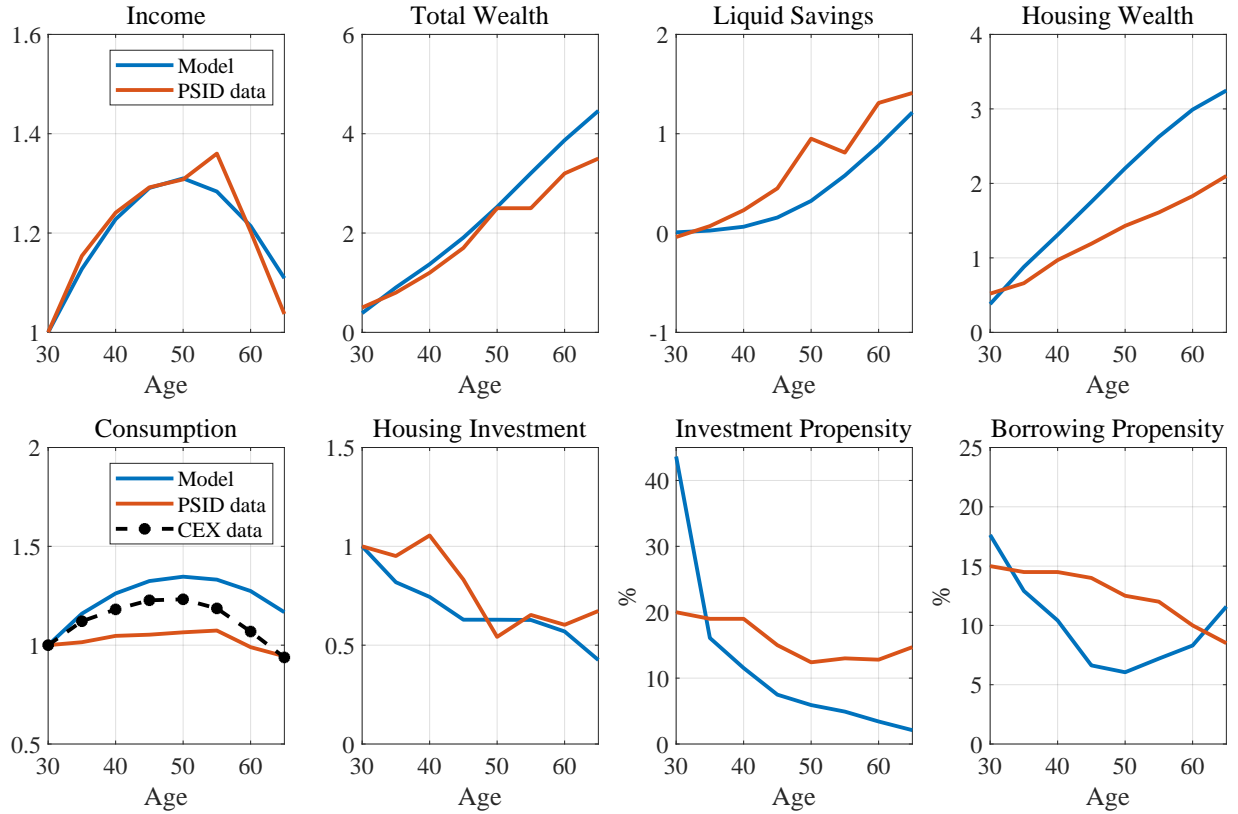 Income
Total Wealth
Liquid Savings
Housing Wealth
1.6
1.4
1.2
1
Model
PSID data
30 40 50 60
Age
6
4
2
0
30 40 50 60
Age
2
1
0
-1
30 40 50 60
Age
4
3
2
1
0
30 40 50 60
Age
Consumption
Housing Investment
Investment Propensity
Borrowing Propensity
2
1.5
1
0.5
Model
PSID data
CEX data
30 40 50 60
Age
1.5
1
0.5
0
30 40 50 60
Age
%
40
30
20
10
0
30 40 50 60
Age
%
25
20
15
10
5
0
30 40 50 60
Age